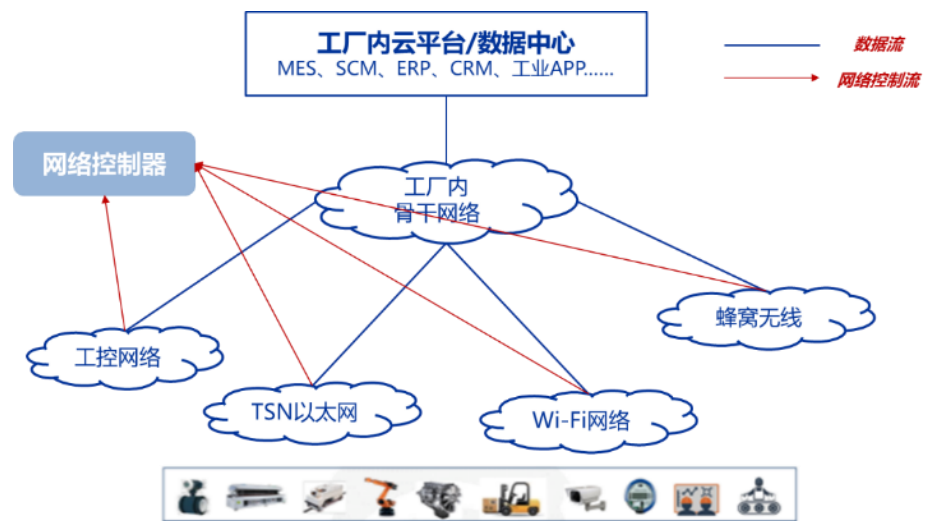 工厂内云平台/数据中心
MES、SCM、ERP、CRM、工业APP......
数据流
网络控制流
网络控制器
工厂内
骨干网络
蜂窝无线
工控网络
TSN以太网
Wi-Fi网络